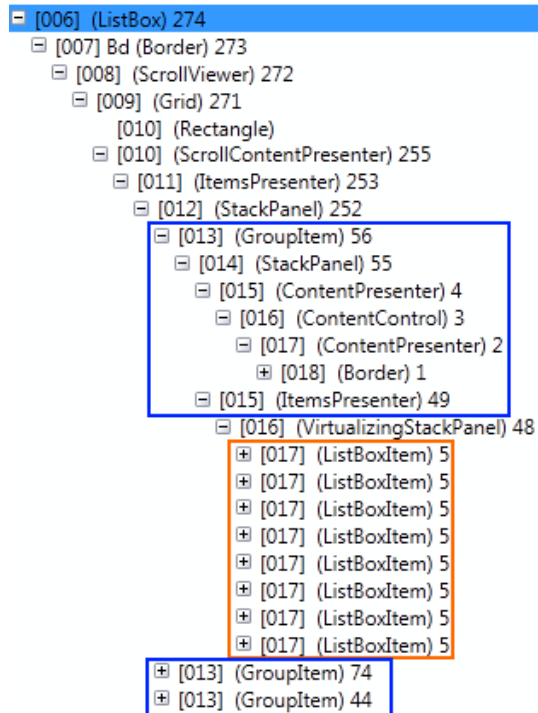 [006] (ListBox) 274
[007] Bd (Border) 273
[008] (ScrollViewer) 272
[009] (Grid) 271
[010] (Rectangle)
[010] (ScrollContentPresenter) 255
[011] (ItemsPresenter) 253
[012] (StackPanel) 252
[013] (GroupItem) 56
[014] (StackPanel) 55
[015] (ContentPresenter) 4
[016] (ContentControl) 3
[017] (ContentPresenter) 2
[018] (Border) 1
[015] (ItemsPresenter) 49
[016] (VirtualizingStackPanel) 48
[017] (ListBoxItem) 5
[017] (ListBoxItem) 5
[017] (ListBoxItem) 5
[017] (ListBoxItem) 5
[017] (ListBoxItem) 5
[017] (ListBoxItem) 5
[017] (ListBoxItem) 5
[017] (ListBoxItem) 5
[013] (GroupItem) 74
[013] (GroupItem) 44